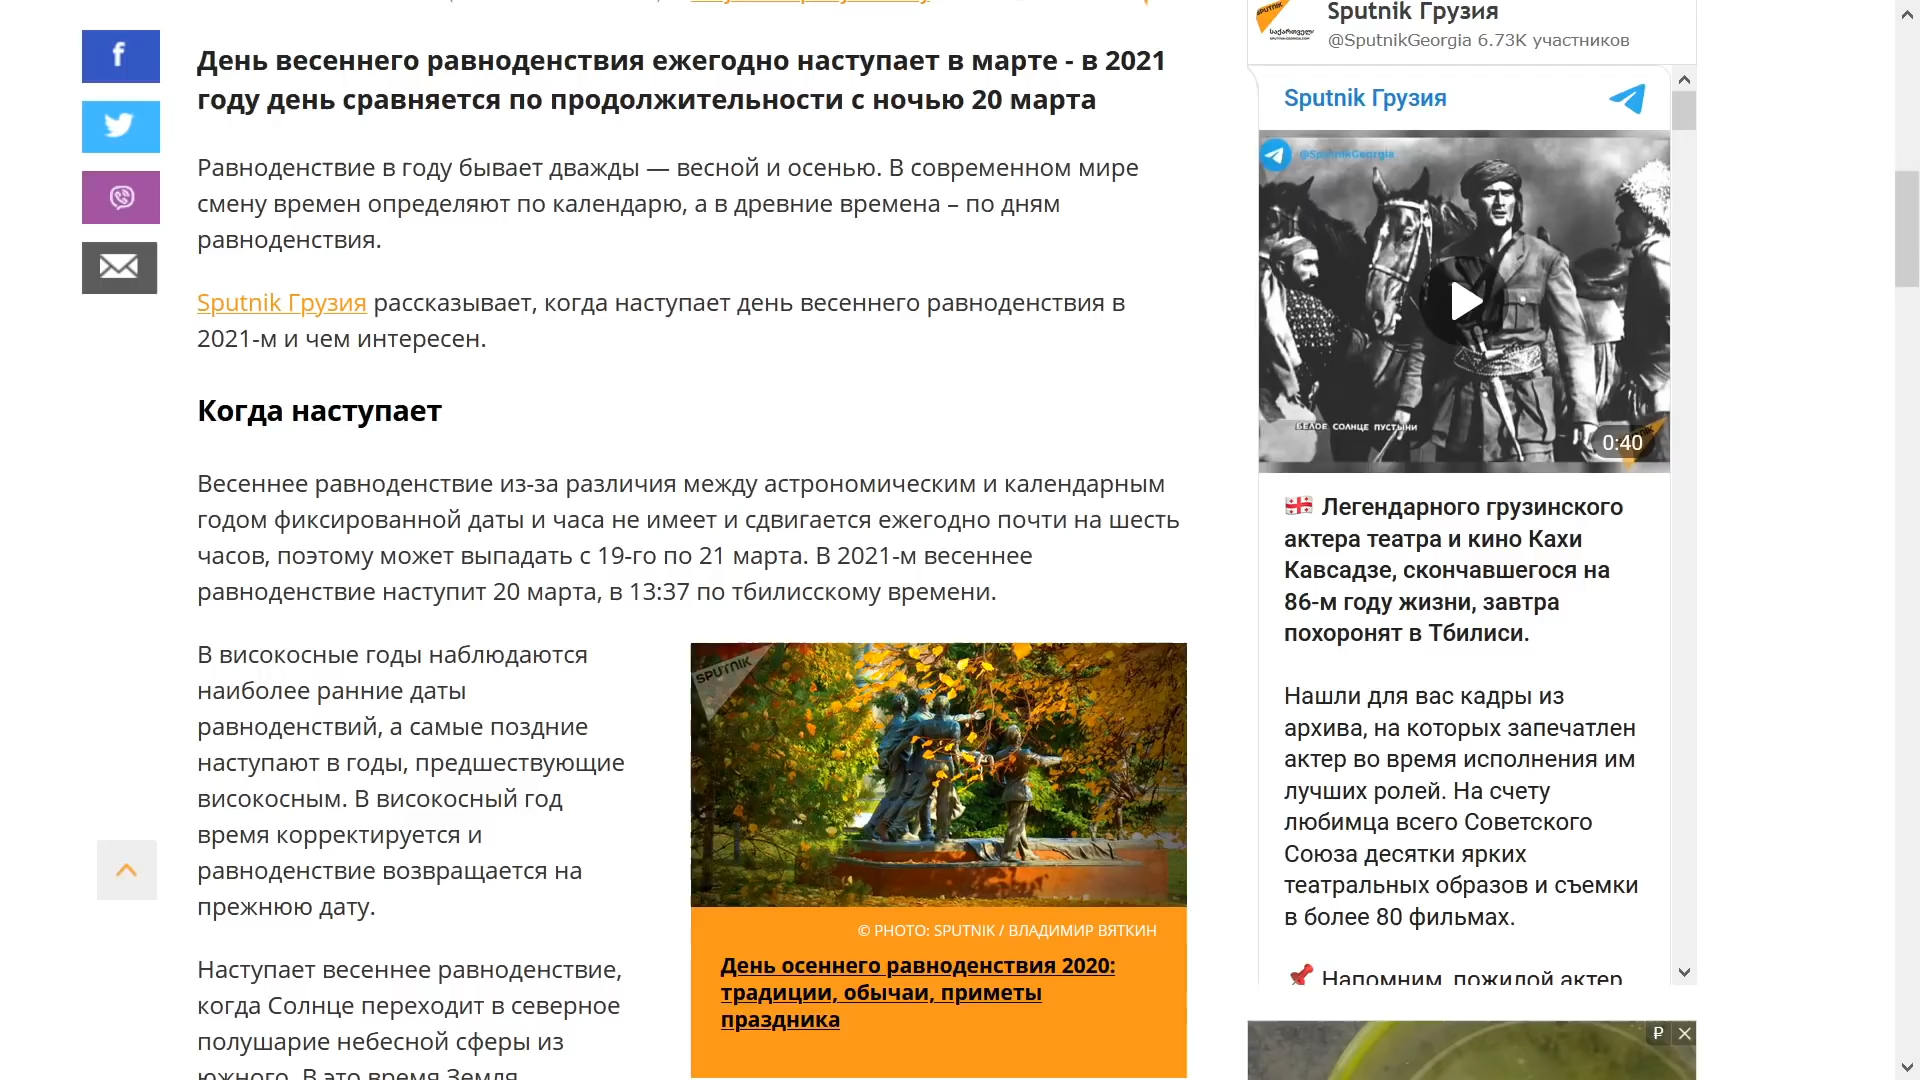 День весеннего равноденствия ежегодно наступает в марте - в 2021
году день сравняется по продолжительности с ночью 20 марта
Равноденствие в году бывает дважды — весной и осенью. В современном мире
смену времен определяют по календарю, а в древние времена – по дням
равноденствия.
Sputnik Грузия рассказывает, когда наступает день весеннего равноденствия в
2021-м и чем интересен.
Когда наступает
Весеннее равноденствие из-за различия между астрономическим и календарным
годом фиксированной даты и часа не имеет и сдвигается ежегодно почти на шесть
часов, поэтому может выпадать с 19-го по 21 марта. В 2021-м весеннее
равноденствие наступит 20 марта, в 13:37 по тбилисскому времени.
В високосные годы наблюдаются
наиболее ранние даты
равноденствий, а самые поздние
наступают в годы, предшествующие
високосным. В високосный год
время корректируется и
равноденствие возвращается на
прежнюю дату.
Наступает весеннее равноденствие,
когда Солнце переходит в северное
полушарие небесной сферы из
южного. В это время Земля
SPUTNIK
© PHOTO: SPUTNIK / ВЛАДИМИР ВЯТКИН
День осеннего равноденствия 2020:
традиции, обычаи, приметы
праздника
Sputnik Грузия
@SputnikGeorgia 6.73K участников
Sputnik Грузия
@SputnikGeorgia
БЕЛОЕ СОЛНЦЕ ПУСТЫНИ
0:40
Легендарного грузинского
актера театра и кино Кахи
Кавсадзе, скончавшегося на
86-м году жизни, завтра
похоронят в Тбилиси.
Нашли для вас кадры из
архива, на которых запечатлен
актер во время исполнения им
лучших ролей. На счету
любимца всего Советского
Союза десятки ярких
театральных образов и съемки
в более 80 фильмах.
Напомним, пожилой актер
₽